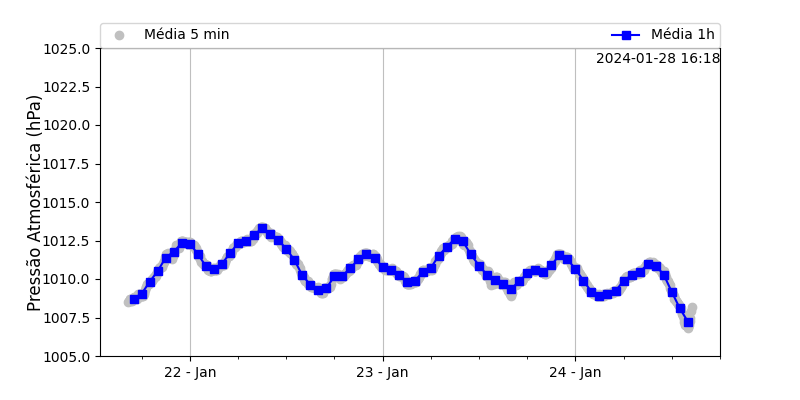 Média 5 min
Média 1h
2024-01-28 16:18
Pressão Atmosférica (hPa)
1025.0
1022.5
1020.0
1017.5
1015.0
1012.5
1010.0
1007.5
1005.0
22 - Jan
23 - Jan
24 - Jan